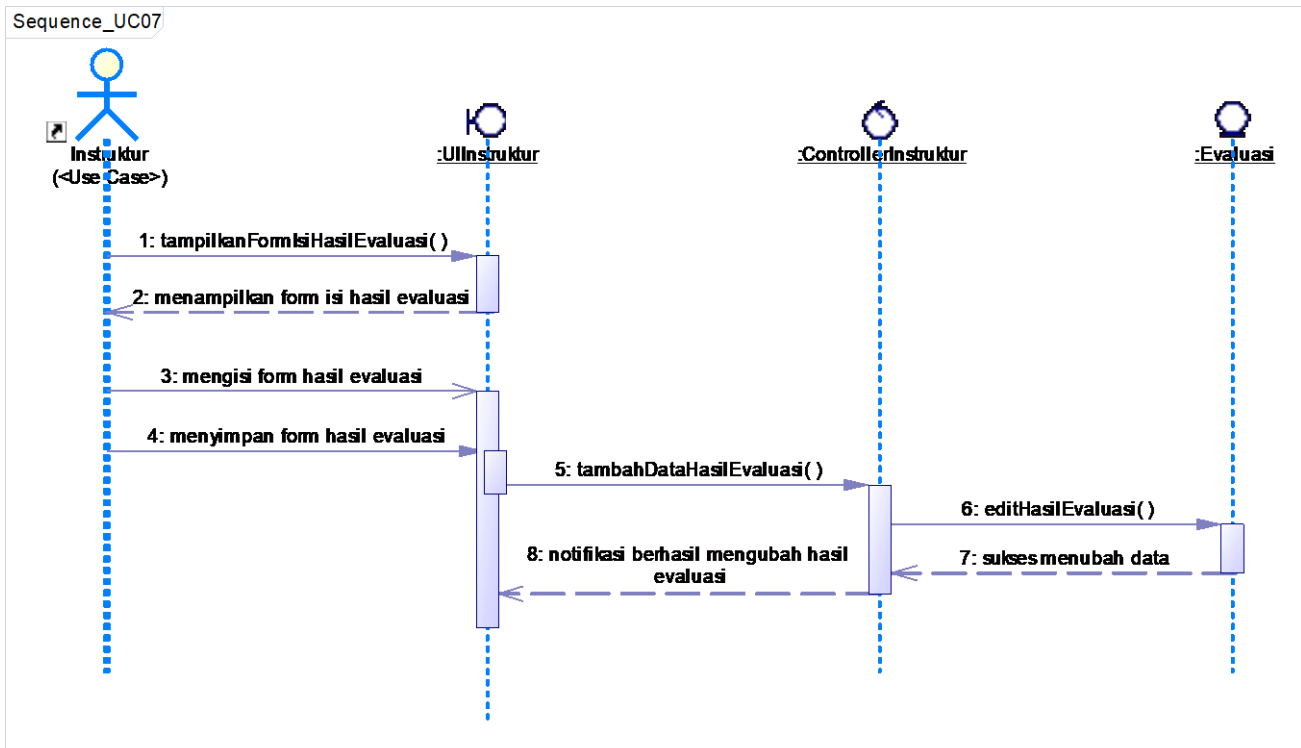 Sequence_UC07
Instruktur
(<Use Case>)
:UIInstruktur
:ControllerInstruktur
:Evaluasi
1: tampilkanFormIsiHasilEvaluasi( )
2: menampilkan form isi hasil evaluasi
3: mengisi form hasil evaluasi
4: menyimpan form hasil evaluasi
5: tambahDataHasilEvaluasi( )
6: editHasilEvaluasi( )
7: sukses menubah data
8: notifikasi berhasil mengubah hasil
evaluasi